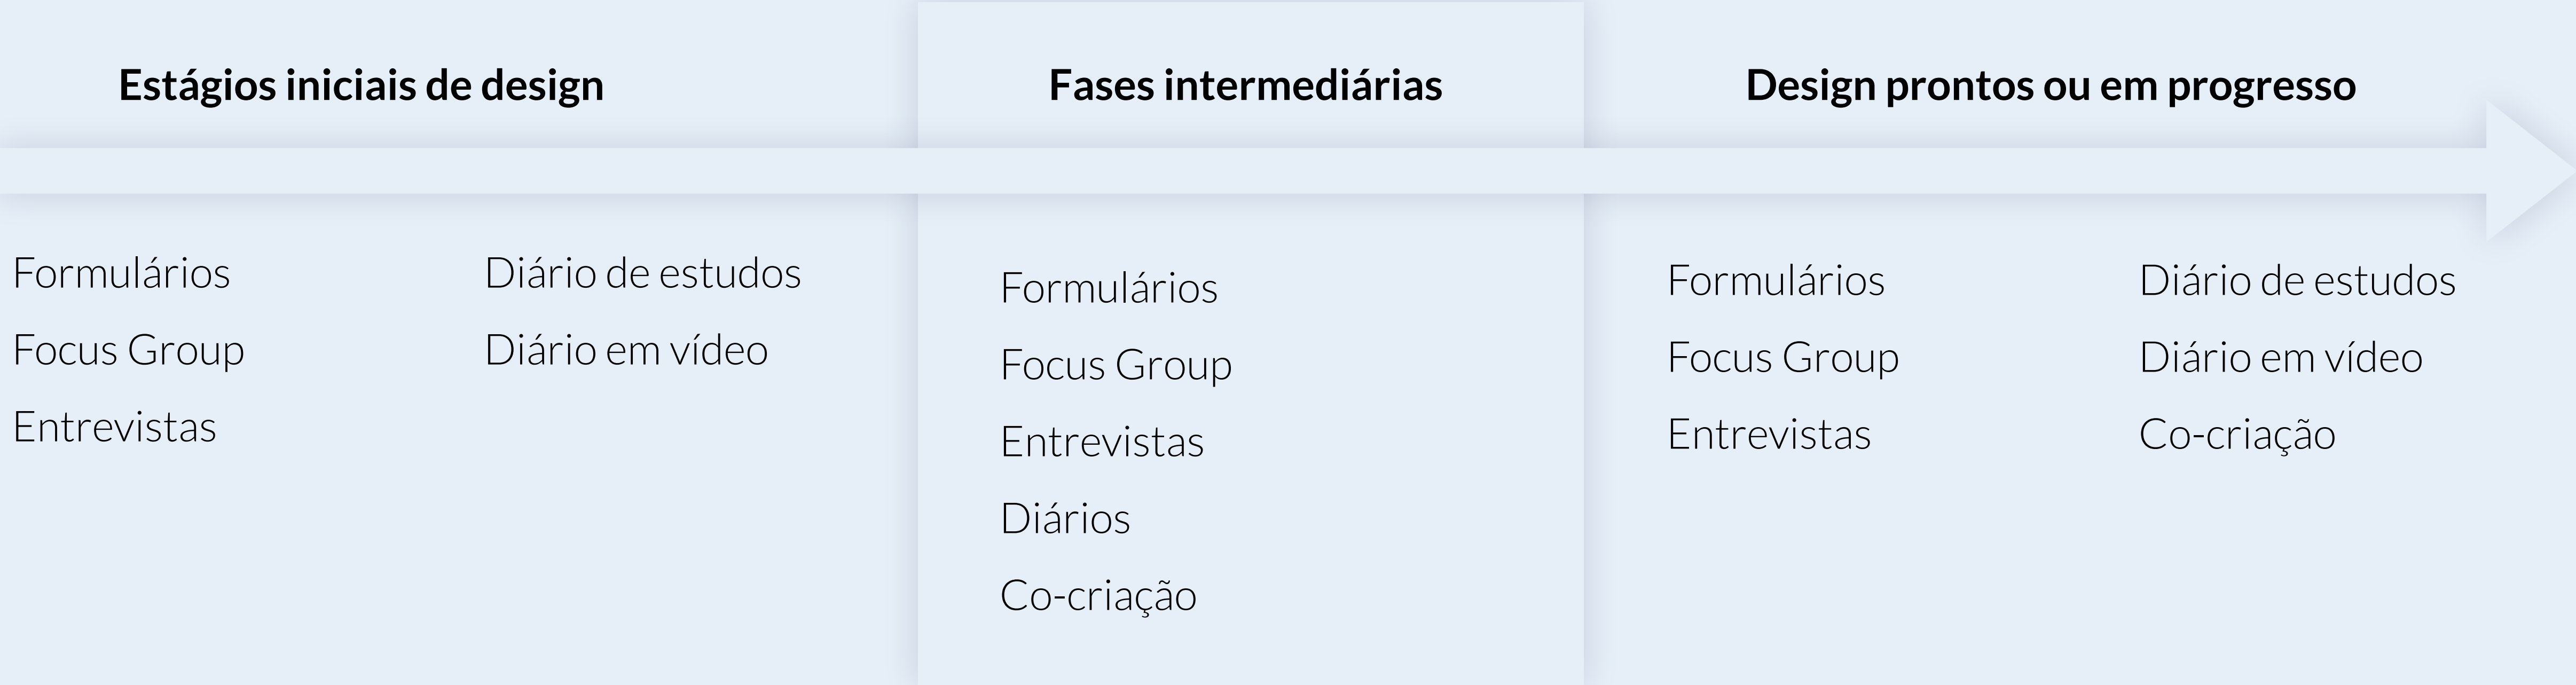 Estágios iniciais de design
Formulários
Focus Group
Entrevistas
Diário de estudos
Diário em vídeo
Fases intermediárias
Formulários
Focus Group
Entrevistas
Diários
Co-criação
Design prontos ou em progresso
Formulários
Focus Group
Entrevistas
Diário de estudos
Diário em vídeo
Co-criação